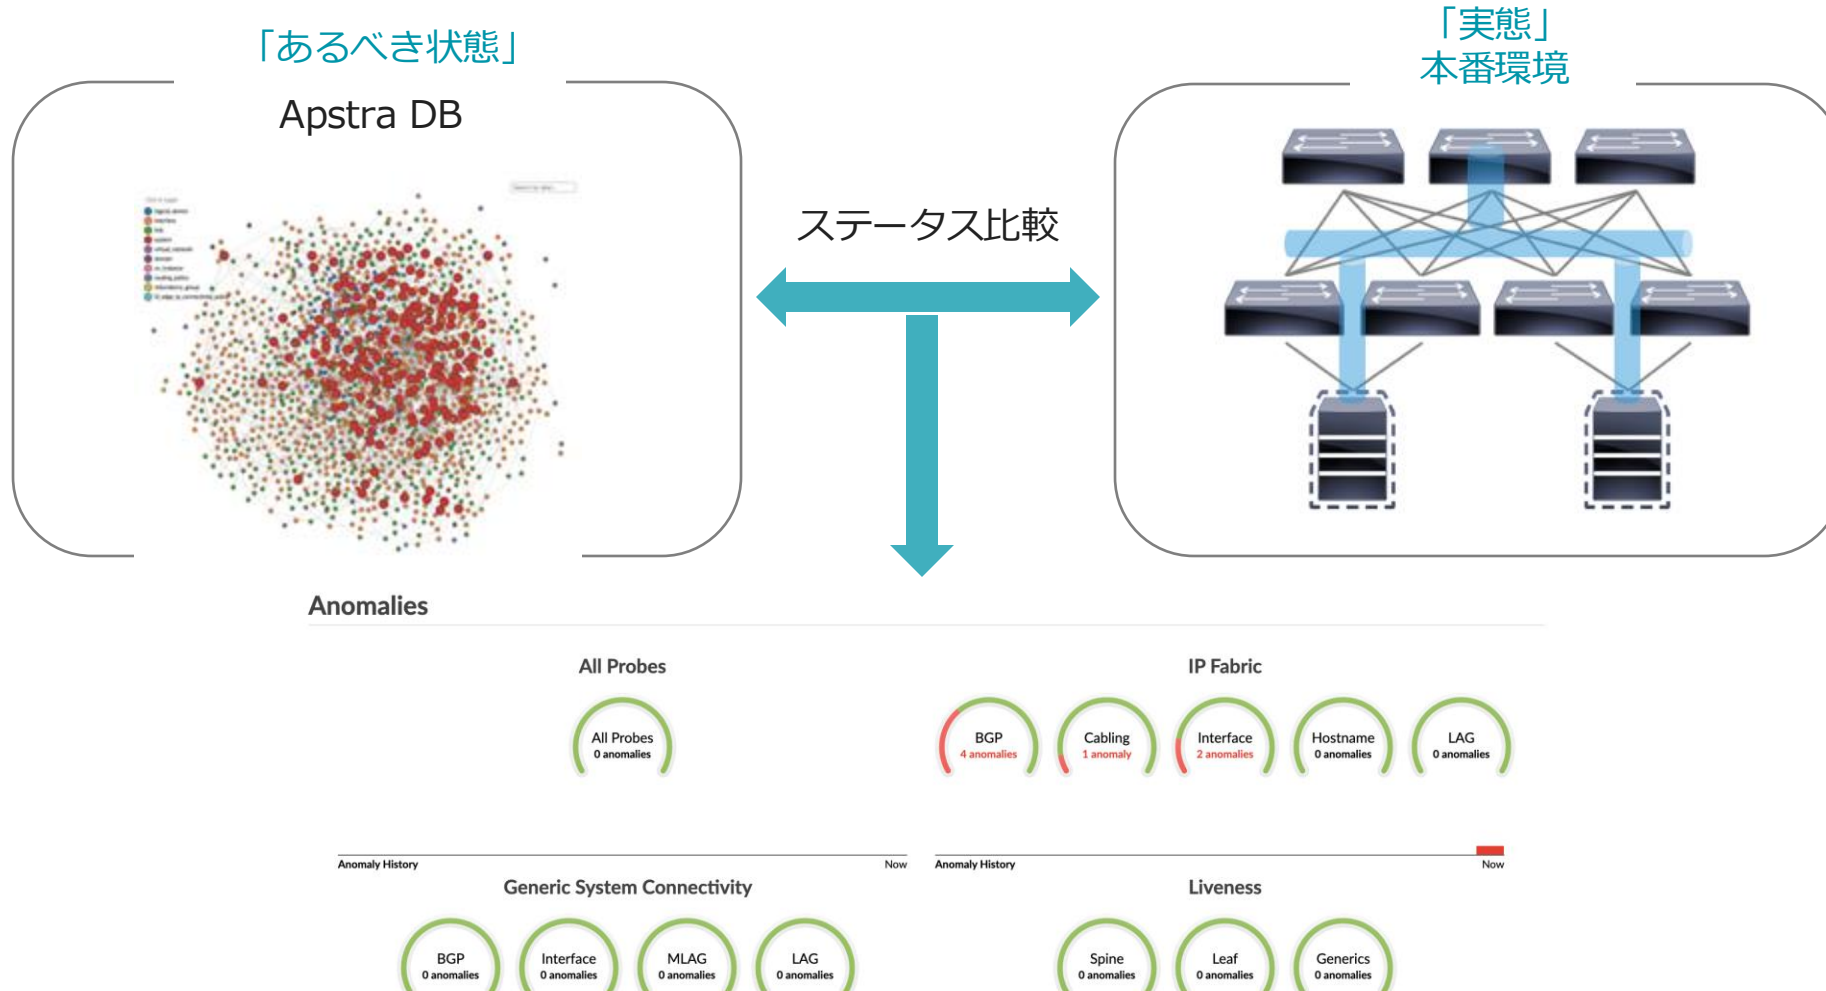 「あるべき状態」
Apstra DB
「実態」
本番環境
ステータス比較
Anomalies
All Probes
All Probes
0 anomalies
Anomaly History
Now
IP Fabric
BGP
4 anomalies
Cabling
1 anomaly
Interface
2 anomalies
Hostname
0 anomalies
LAG
0 anomalies
Anomaly History
Now
Generic System Connectivity
BGP
0 anomalies
Interface
0 anomalies
MLAG
0 anomalies
LAG
0 anomalies
Liveness
Spine
0 anomalies
Leaf
0 anomalies
Generics
0 anomalies